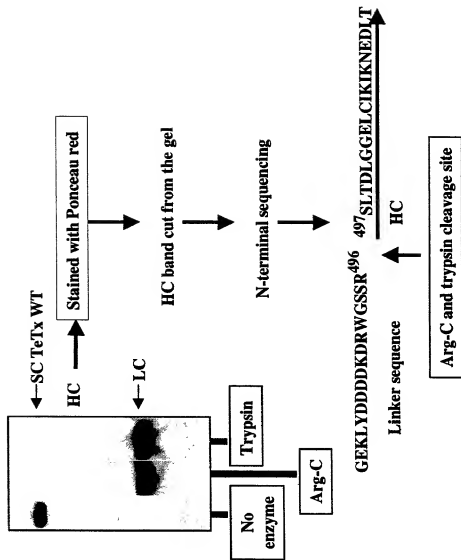 ←SC TeTx WT
HC
←LC
No
enzyme
Arg-C
Trypsin
Stained with Ponceau red
HC band cut from the gel
N-terminal sequencing
GEKLYDDDDKDRWGSSR496 497SLTDLGGELCIKIKNEDLT
Linker sequence
HC
Arg-C and trypsin cleavage site